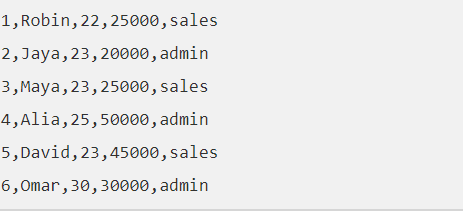 1,Robin,22,25000,sales
2,Jaya,23,20000,admin
3,Maya,23,25000,sales
4,Alia,25,50000,admin
5,David,23,45000,sales
6,Omar,30,30000,admin